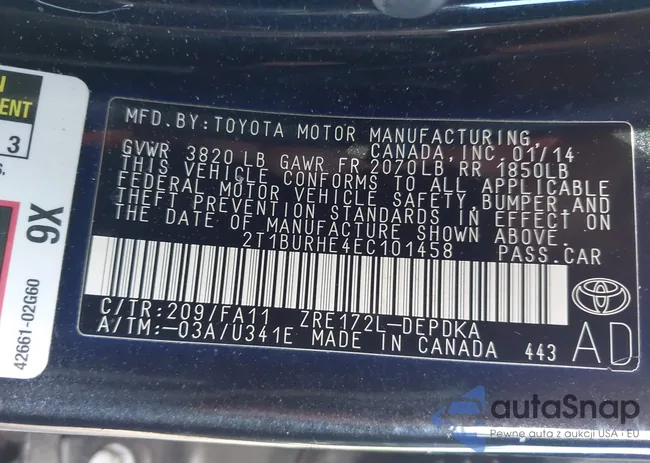 N
ENT
3
S.
9X
42661-02G60
MFD.BY:TOYOTA MOTOR MANUFACTURING,
CANADA, INC. 01/14
GVWR 3820 LB GAWR FR 2070LB RR 1850LB
THIS VEHICLE CONFORMS TO ALL APPLICABLE
FEDERAL MOTOR VEHICLE SAFETY, BUMPER AND
THEFT PREVENTION STANDARDS IN EFFECT ON
THE DATE OF MANUFACTURE SHOWN ABOVE.
2T1BURHE4EC101458 PASS.CAR
C/TR:209/FA11 ZRE172L-DEPDKA
A/TM:-03A/U341E MADE IN CANADA 443
AD
autaSnap
Pewne auta z aukcji USA i EU